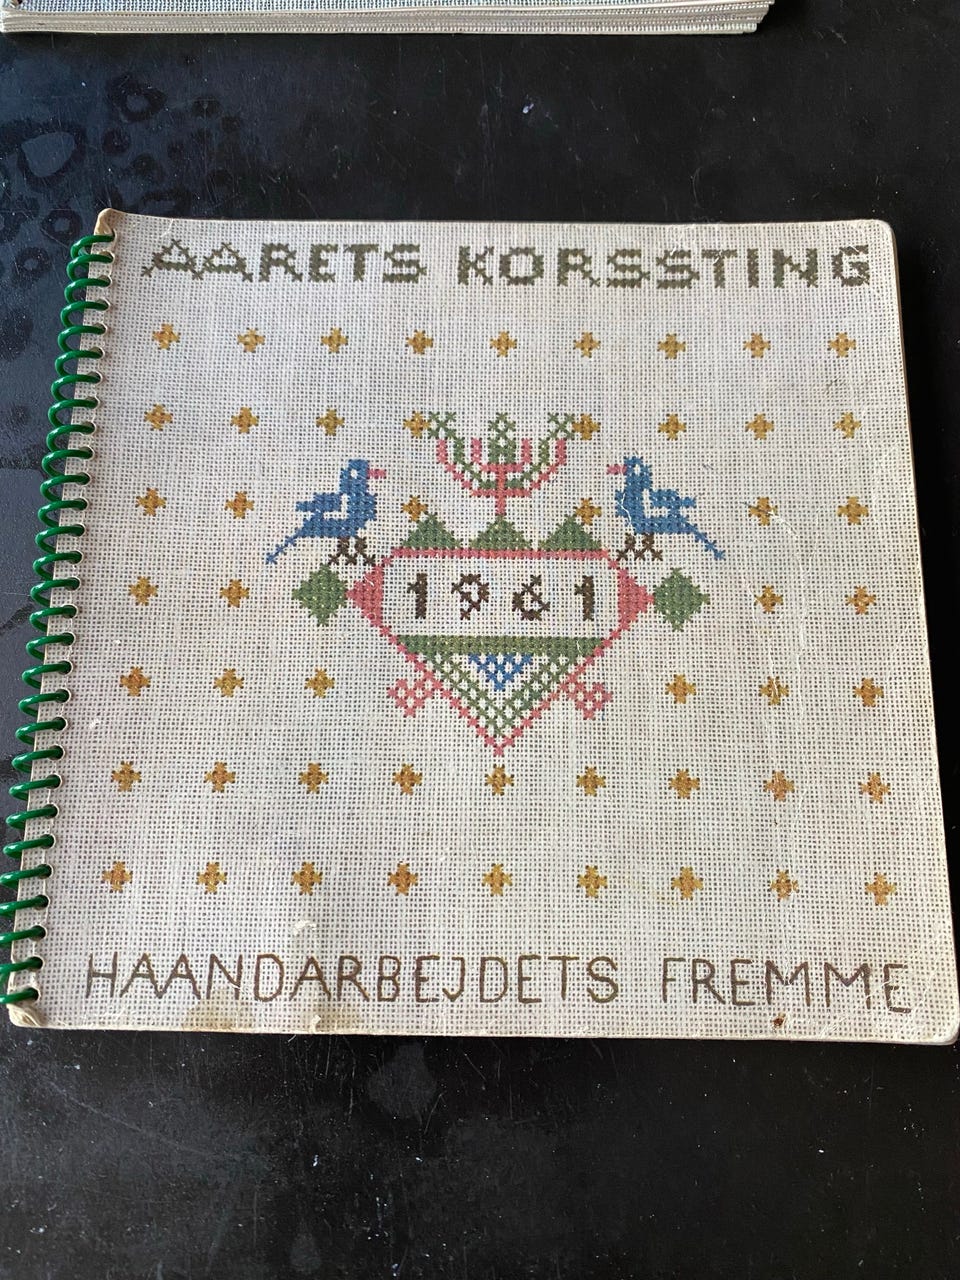 AARETS KORSSTING
1961
HAANDARBEJDETS FREMME